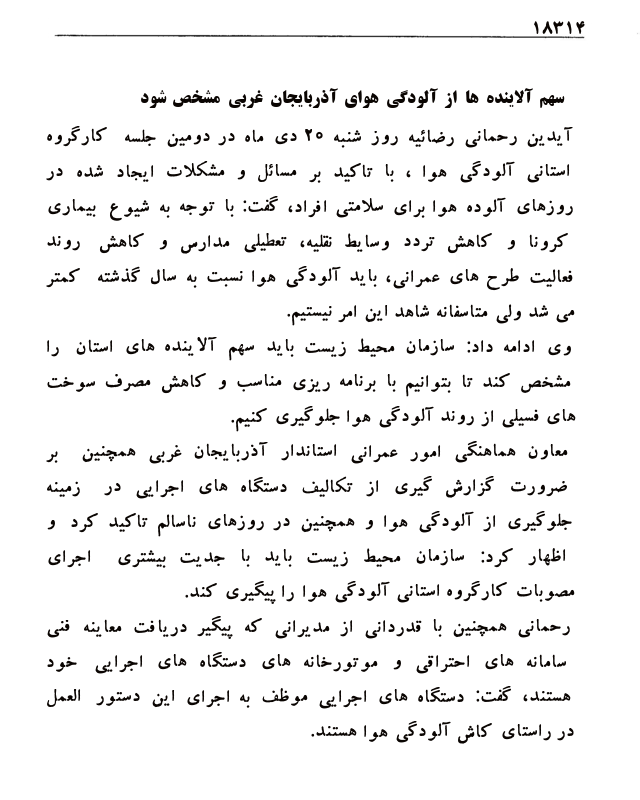 ۱۸۳۱۴
سهم آلاینده ها از آلودگی هوای آذربایجان غربی مشخص شود
آیدین رحمانی رضائیه روز شنبه ۲۵ دی ماه در دومین جلسه کارگروه
استانی آلودگی هوا ، با تاکید بر مسائل و مشکلات ایجاد شده در
روزهای آلوده هوا برای سلامتی افراد، گفت: با توجه به شیوع بیماری
کرونا و کاهش تردد وسایط نقلیه، تعطیلی مدارس و کاهش روند
فعالیت طرح های عمرانی، باید آلودگی هوا نسبت به سال گذشته کمتر
می شد ولی متاسفانه شاهد این امر نیستیم.
وی ادامه داد: سازمان محیط زیست باید سهم آلاینده های استان را
مشخص کند تا بتوانیم با برنامه ریزی مناسب و کاهش مصرف سوخت
های فسیلی از روند آلودگی هوا جلوگیری کنیم.
معاون هماهنگی امور عمرانی استاندار آذربایجان غربی همچنین بر
ضرورت گزارش گیری از تکالیف دستگاه های اجرایی در زمینه
جلوگیری از آلودگی هوا و همچنین در روزهای ناسالم تاکید کرد و
اظهار کرد: سازمان محیط زیست باید با جدیت بیشتری اجرای
مصوبات کارگروه استانی آلودگی هوا را پیگیری کند.
رحمانی همچنین با قدردانی از مدیرانی که پیگیر دریافت معاینه فنی
سامانه های احتراقی و موتورخانه های دستگاه های اجرایی خود
هستند، گفت: دستگاه های اجرایی موظف به اجرای این دستور العمل
در راستای کاش آلودگی هوا هستند.